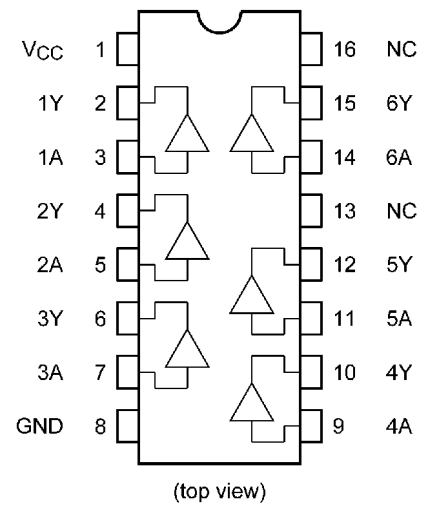 VCC 1 16 NC
1Y 2 15 6Y
1A 3 14 6A
2Y 4 13 NC
2A 5 12 5Y
3Y 6 11 5A
3A 7 10 4Y
GND 8 9 4A
(top view)